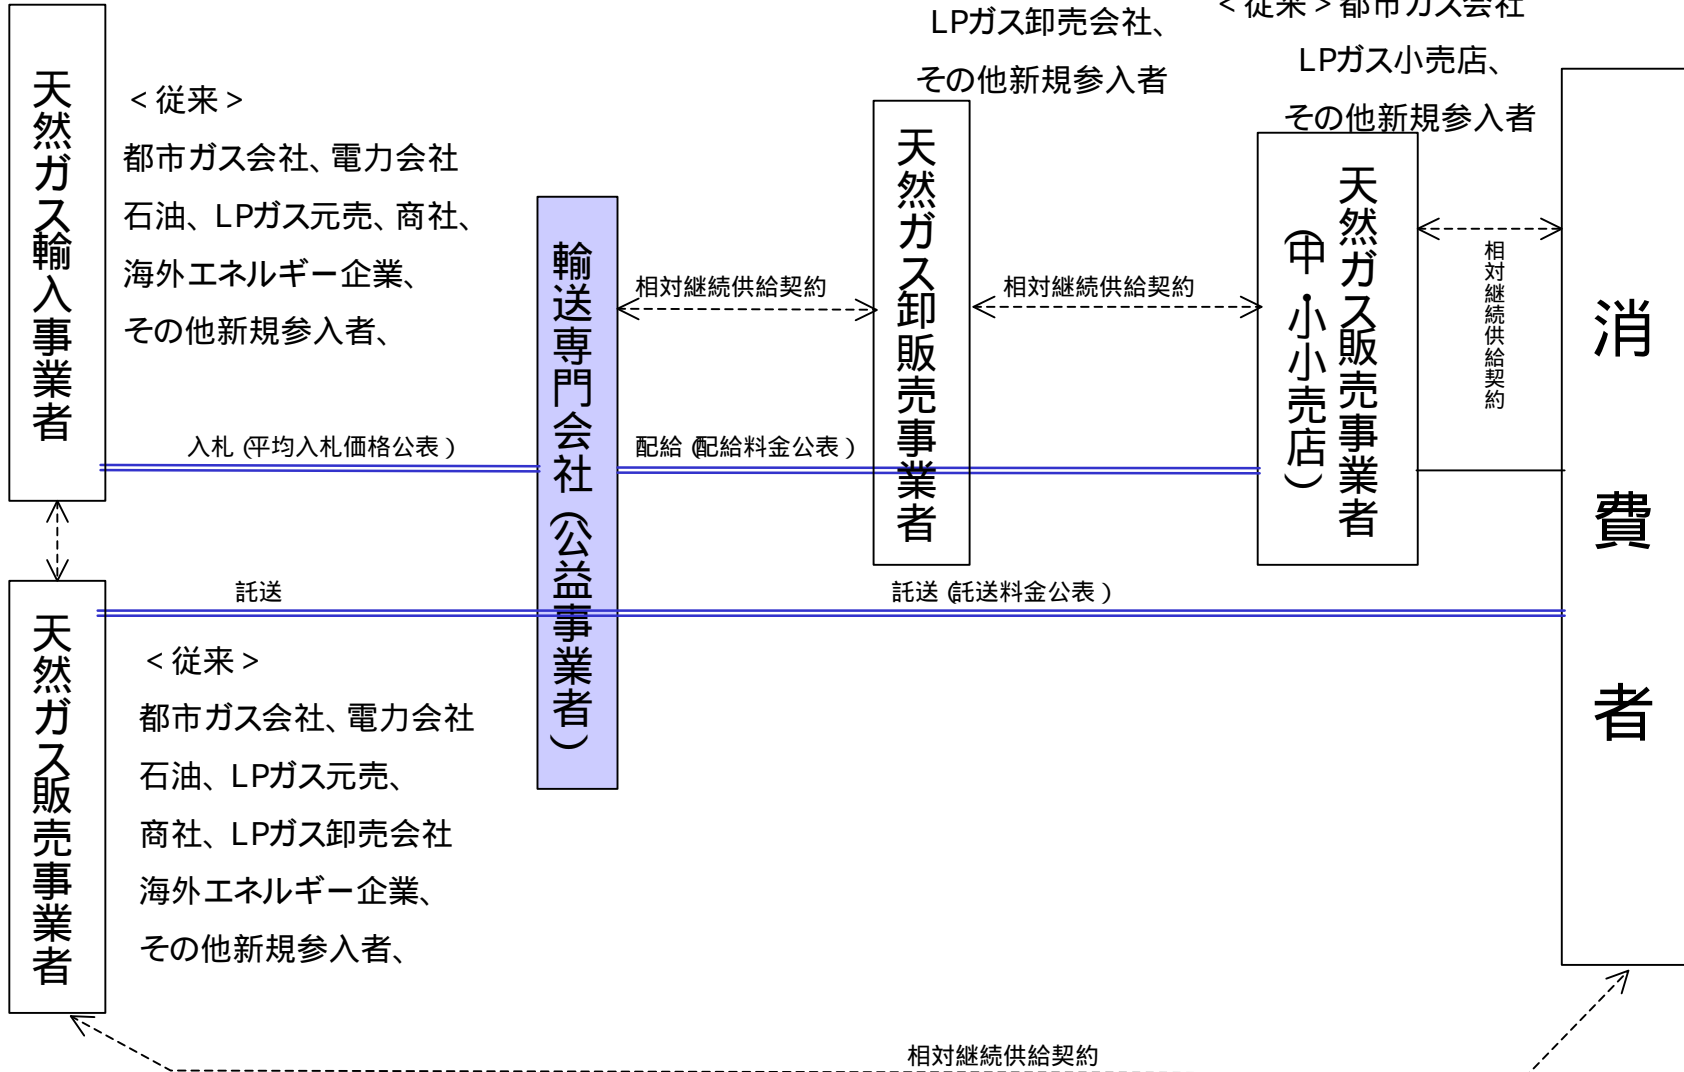 LPガス卸売会社、
その他新規参入者
<従来>都市ガス会社
LPガス小売店、
その他新規参入者
天然ガス輸入事業者
<従来>
都市ガス会社、電力会社
石油、LPガス元売、商社、
海外エネルギー企業、
その他新規参入者、
輸送専門会社(公益事業者)
相対継続供給契約
天然ガス卸販売事業者
相対継続供給契約
天然ガス販売事業者
(中・小小売店)
相対継続供給契約
消費者
入札(平均入札価格公表)
配給(配給料金公表)
託送
託送(託送料金公表)
天然ガス販売事業者
<従来>
都市ガス会社、電力会社
石油、LPガス元売、
商社、LPガス卸売会社
海外エネルギー企業、
その他新規参入者、
相対継続供給契約